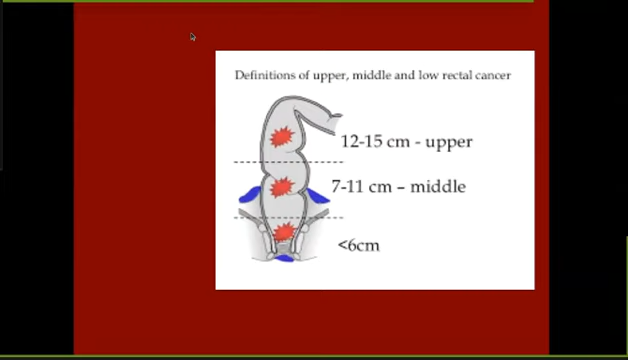 Definitions of upper, middle and low rectal cancer
12-15 cm - upper
7-11 cm – middle
<6cm